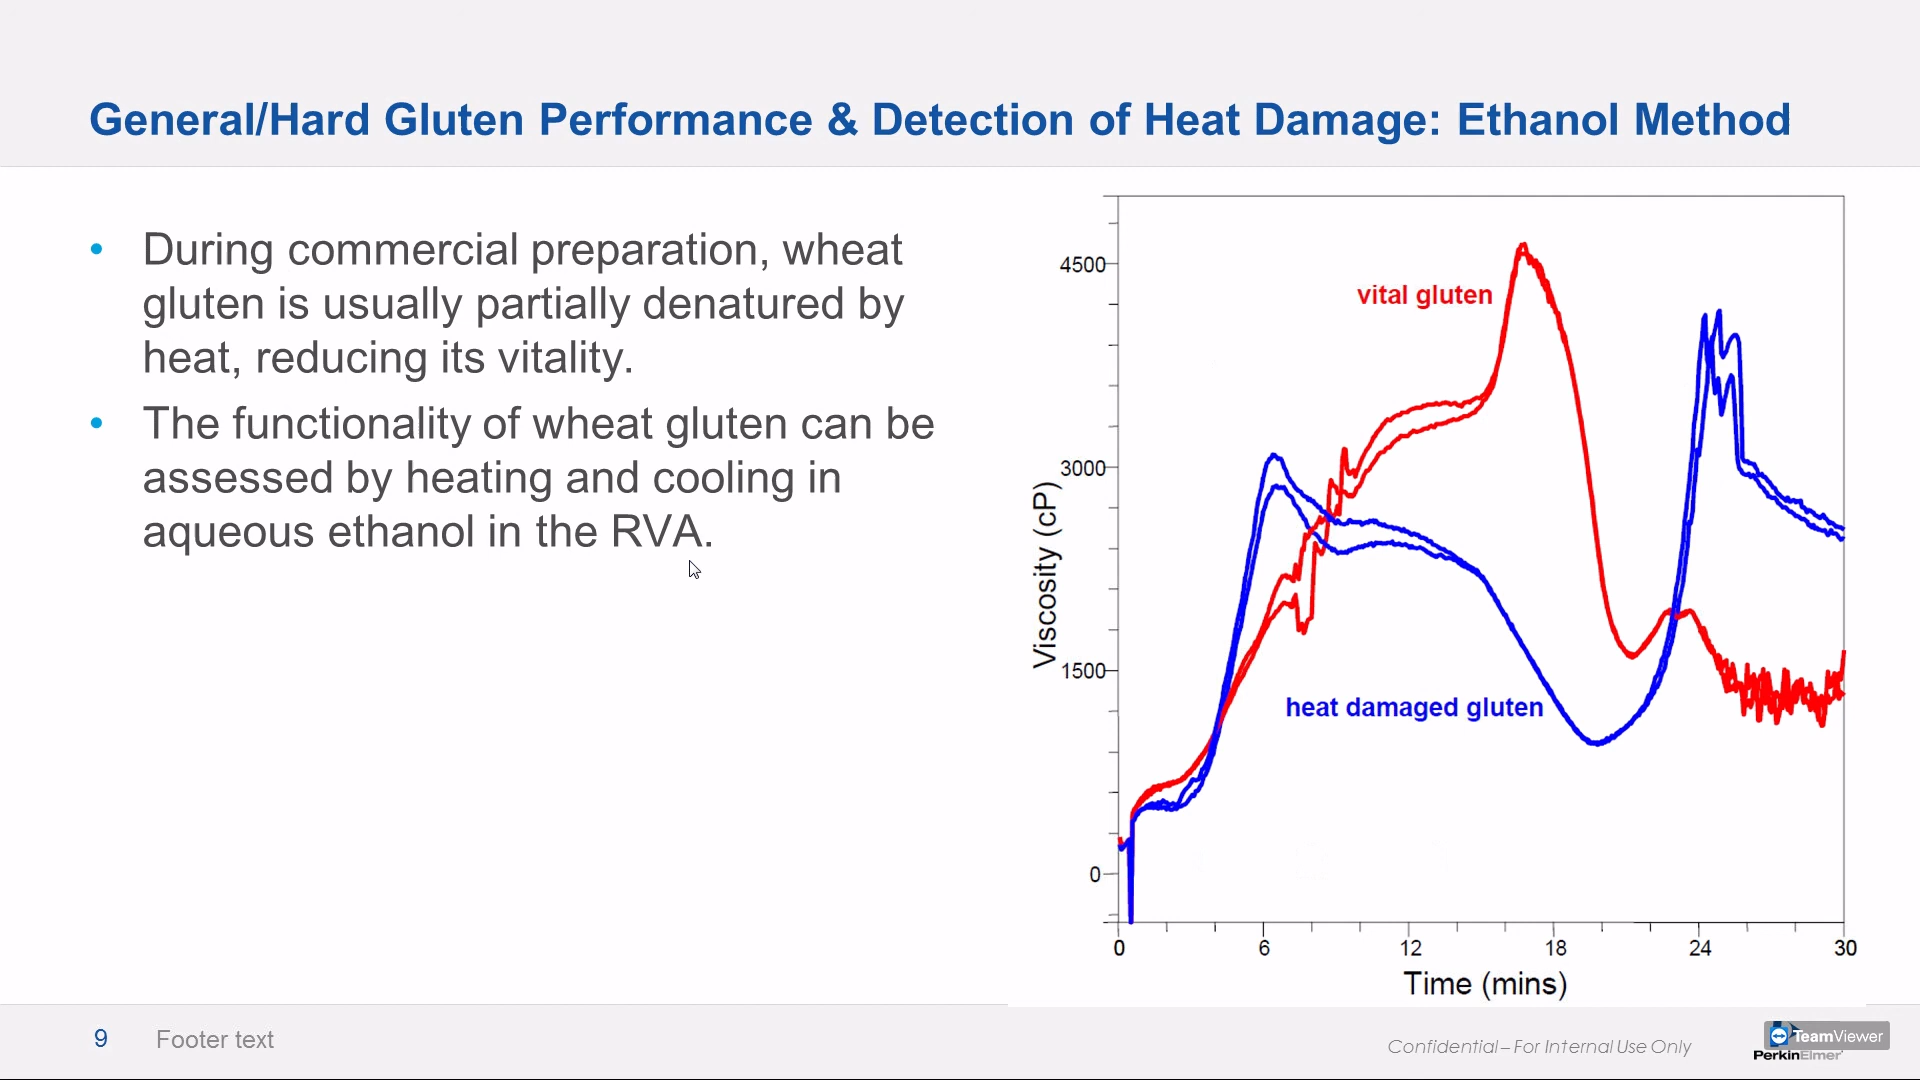 General/Hard Gluten Performance & Detection of Heat Damage: Ethanol Method
• During commercial preparation, wheat
gluten is usually partially denatured by
heat, reducing its vitality.
• The functionality of wheat gluten can be
assessed by heating and cooling in
aqueous ethanol in the RVA.
4500
3000
1500
0
Viscosity (cP)
vital gluten
heat damaged gluten
0 6 12 18 24 30
Time (mins)
9 Footer text
Confidential – For Internal Use Only
TeamViewer
PerkinElmer